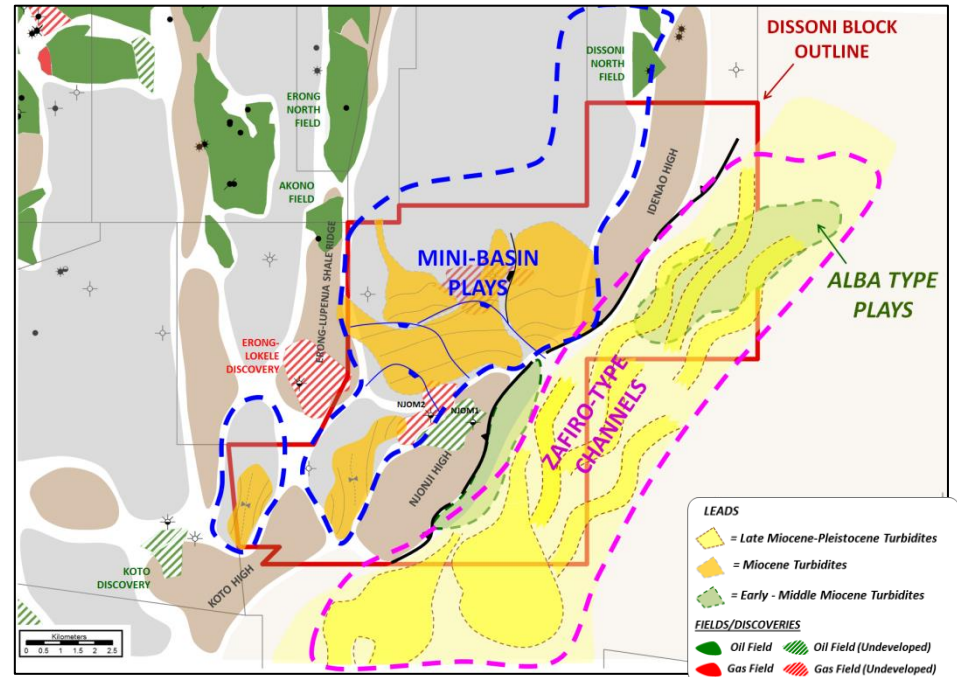 DISSONI BLOCK
OUTLINE
DISSONI
NORTH
FIELD
ERONG
NORTH
FIELD
AKONO
FIELD
IDENAO HIGH
ERONG-LUPENJA SHALE RIDGE
MINI-BASIN
PLAYS
ALBA TYPE
PLAYS
ERONG-
LOKELE
DISCOVERY
NJOM2
NJOM1
ZAFIRO-TYPE
CHANNELS
NJONJI HIGH
KOTO
DISCOVERY
KOTO HIGH
Kilometers
0 0.5 1 1.5 2 2.5
LEADS
= Late Miocene-Pleistocene Turbidites
= Miocene Turbidites
= Early - Middle Miocene Turbidites
FIELDS/DISCOVERIES
Oil Field
Oil Field (Undeveloped)
Gas Field
Gas Field (Undeveloped)